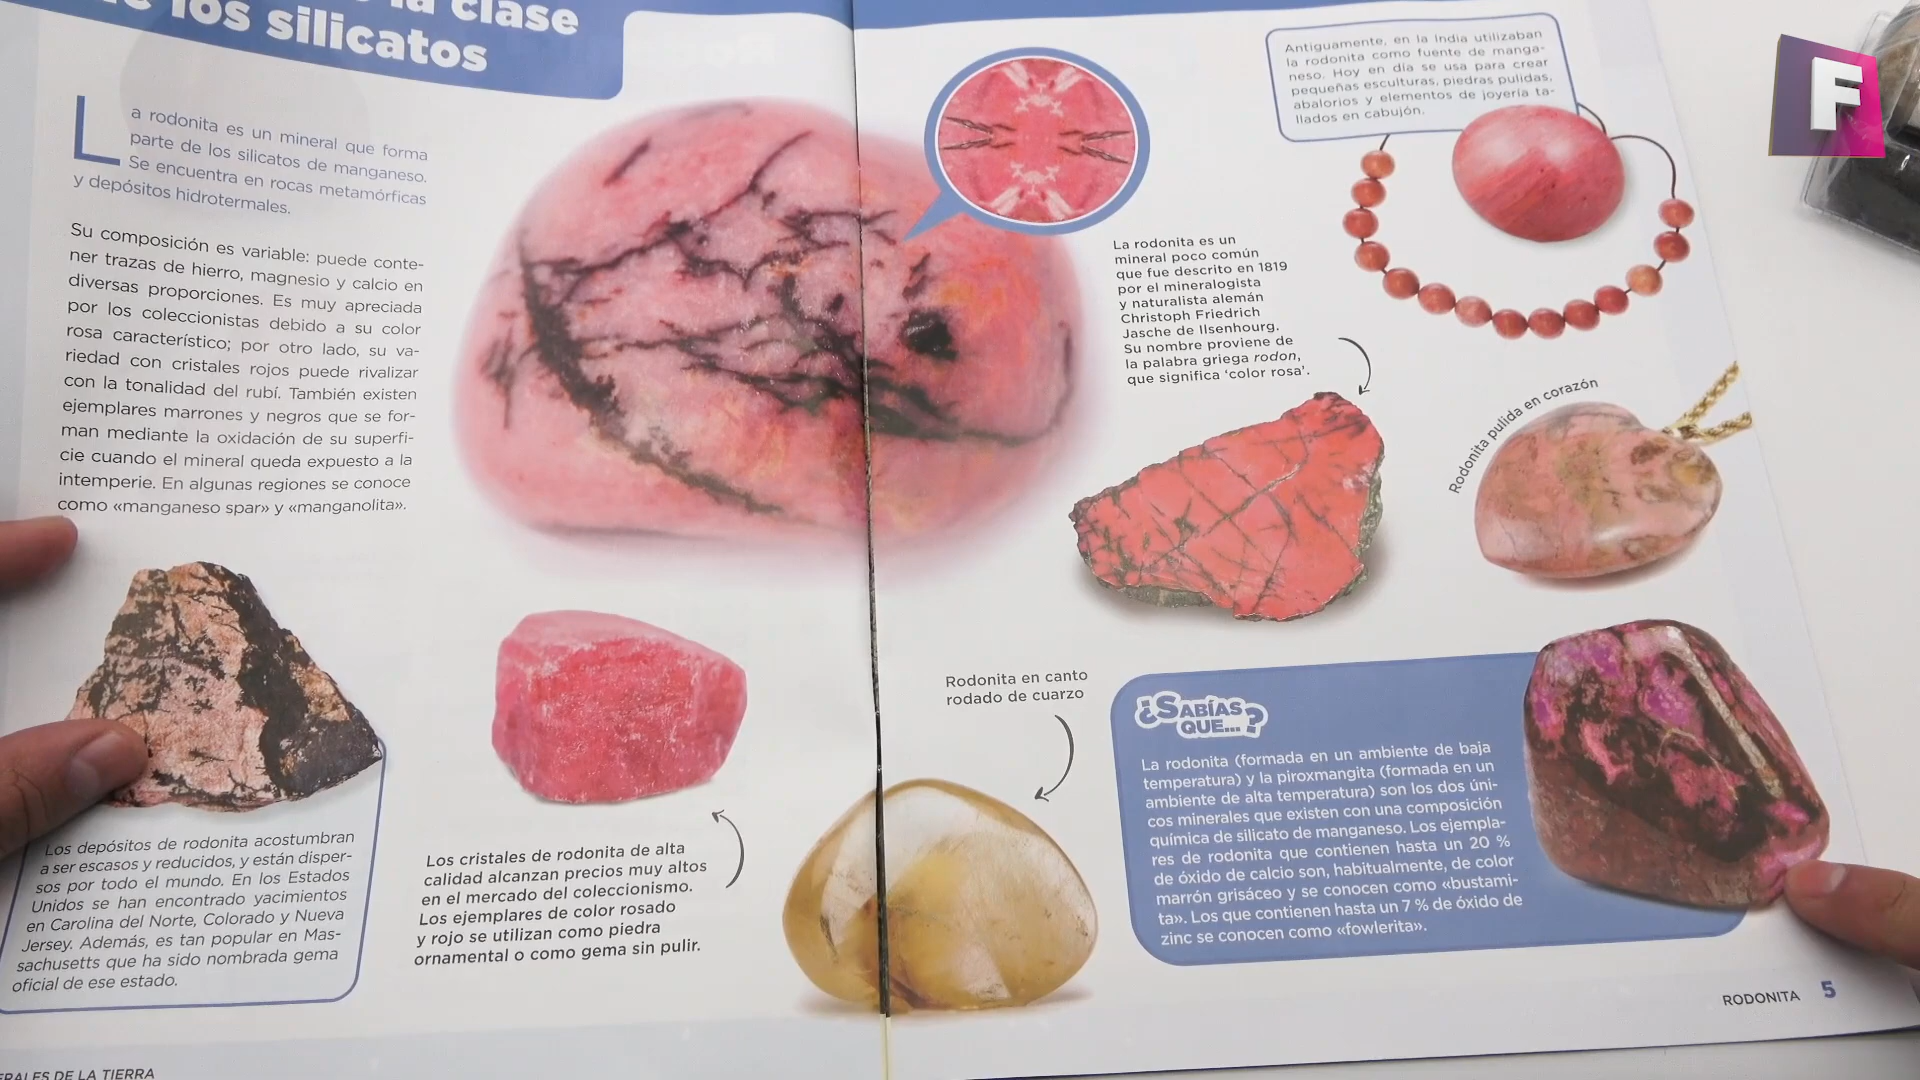 la clase
los silicatos
La rodonita es un mineral que forma
parte de los silicatos de manganeso.
Se encuentra en rocas metamórficas
y depósitos hidrotermales.
Su composición es variable: puede conte-
ner trazas de hierro, magnesio y calcio en
diversas proporciones. Es muy apreciada
por los coleccionistas debido a su color
rosa característico; por otro lado, su va-
riedad con cristales rojos puede rivalizar
con la tonalidad del rubí. También existen
ejemplares marrones y negros que se for-
man mediante la oxidación de su superfi-
cie cuando el mineral queda expuesto a la
intemperie. En algunas regiones se conoce
como «manganeso spar» y «manganolita».
Los depósitos de rodonita acostumbran
a ser escasos y reducidos, y están disper-
sos por todo el mundo. En los Estados
Unidos se han encontrado yacimientos
en Carolina del Norte, Colorado y Nueva
Jersey. Además, es tan popular en Mas-
sachusetts que ha sido nombrada gema
oficial de ese estado.
Los cristales de rodonita de alta
calidad alcanzan precios muy altos
en el mercado del coleccionismo.
Los ejemplares de color rosado
y rojo se utilizan como piedra
ornamental o como gema sin pulir.
Antiguamente, en la India utilizaban
la rodonita como fuente de manga-
neso. Hoy en día se usa para crear
pequeñas esculturas, piedras pulidas,
abalorios y elementos de joyería ta-
llados en cabujón.
F
La rodonita es un
mineral poco común
que fue descrito en 1819
por el mineralogista
y naturalista alemán
Christoph Friedrich
Jasche de Ilsenhourg.
Su nombre proviene de
la palabra griega rodon,
que significa ‘color rosa’.
Rodonita pulida en corazón
Rodonita en canto
rodado de cuarzo
¿SABÍAS
QUE...?
La rodonita (formada en un ambiente de baja
temperatura) y la piroxmangita (formada en un
ambiente de alta temperatura) son los dos úni-
cos minerales que existen con una composición
química de silicato de manganeso. Los ejempla-
res de rodonita que contienen hasta un 20 %
de óxido de calcio son, habitualmente, de color
marrón grisáceo y se conocen como «bustami-
ta». Los que contienen hasta un 7 % de óxido de
zinc se conocen como «fowlerita».
RODONITA 5
ERALES DE LA TIERRA